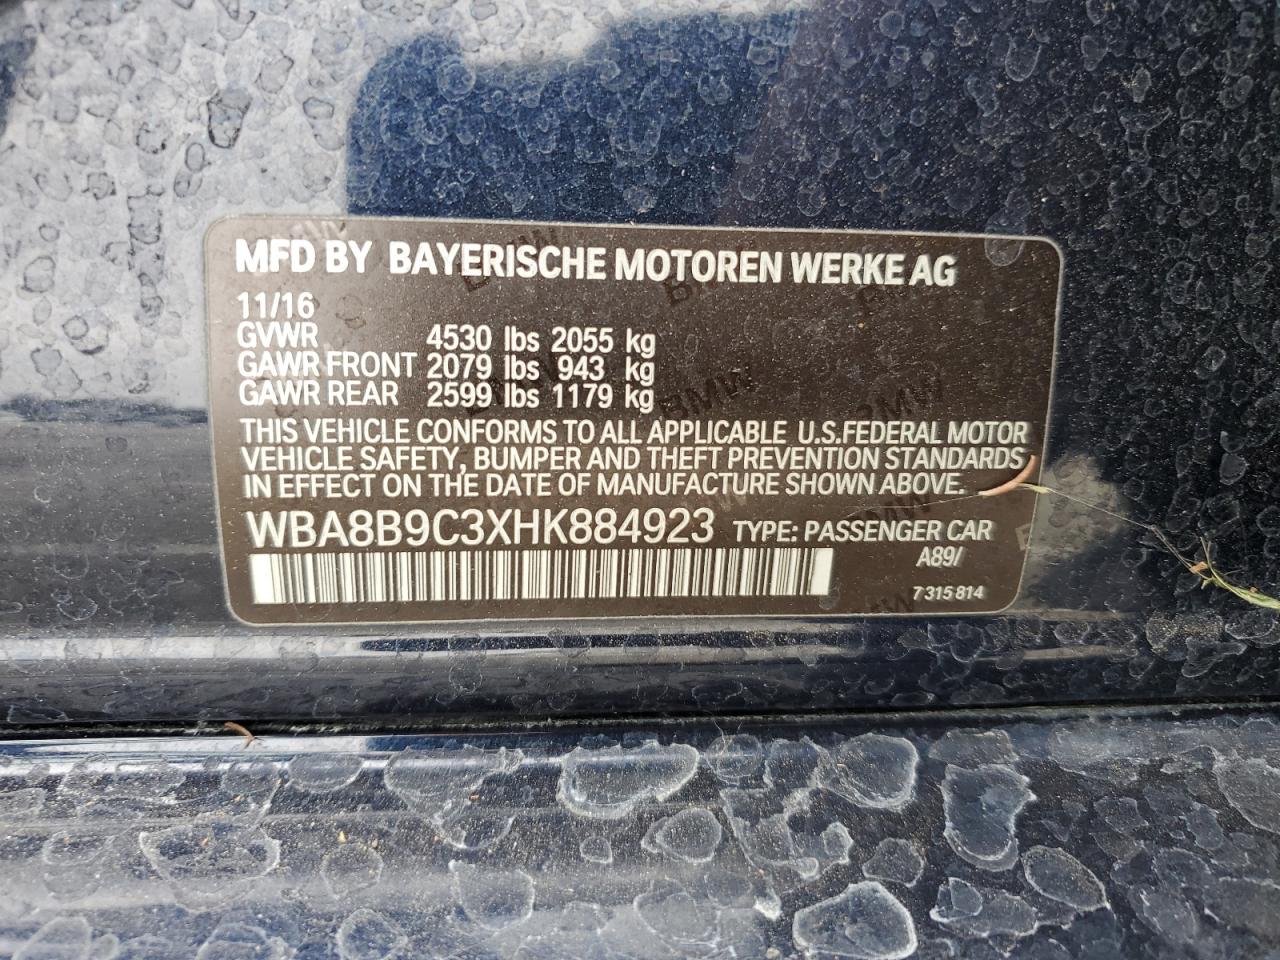 MFD BY BAYERISCHE MOTOREN WERKE AG
11/16
GVWR 4530 lbs 2055 kg
GAWR FRONT 2079 lbs 943 kg
GAWR REAR 2599 lbs 1179 kg
THIS VEHICLE CONFORMS TO ALL APPLICABLE U.S.FEDERAL MOTOR
VEHICLE SAFETY, BUMPER AND THEFT PREVENTION STANDARDS
IN EFFECT ON THE DATE OF MANUFACTURE SHOWN ABOVE.
WBA8B9C3XHK884923 TYPE: PASSENGER CAR
A89/
7 315 814